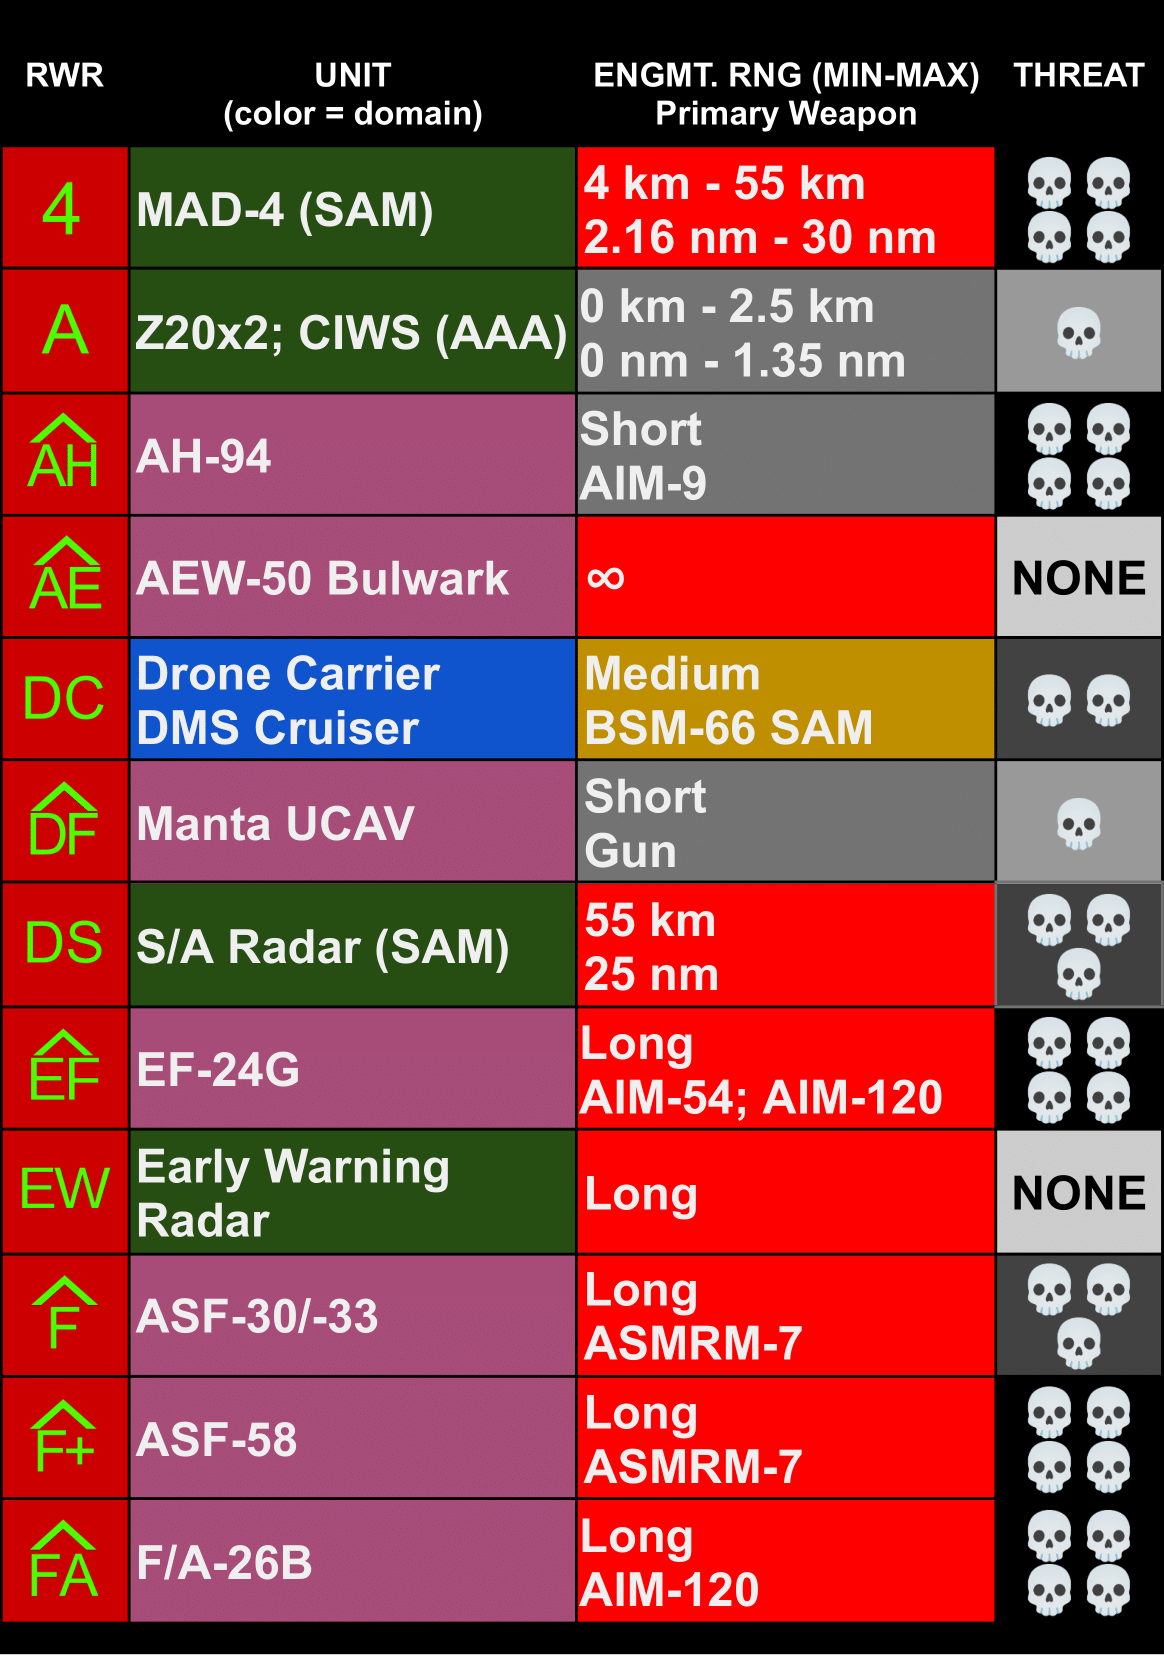 RWR UNIT ENGMT. RNG (MIN-MAX) THREAT
(color = domain) Primary Weapon
4 MAD-4 (SAM) 4 km - 55 km
2.16 nm - 30 nm
A Z20x2; CIWS (AAA) 0 km - 2.5 km
0 nm - 1.35 nm
AH AH-94 Short
AIM-9
AE AEW-50 Bulwark ∞ NONE
DC Drone Carrier Medium
DMS Cruiser BSM-66 SAM
DF Manta UCAV Short
Gun
DS S/A Radar (SAM) 55 km
25 nm
EF EF-24G Long
AIM-54; AIM-120
EW Early Warning Long NONE
Radar
F ASF-30/-33 Long
ASMRM-7
F+ ASF-58 Long
ASMRM-7
FA F/A-26B Long
AIM-120